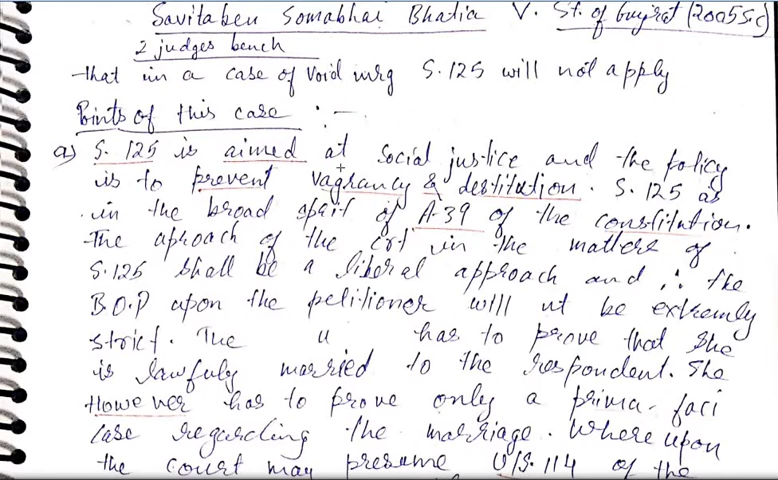 Savitaben Somabhai Bhatia V. St. of Gujrat (2005 S.C)
2 judges bench
that in a case of void mrg S.125 will not apply
Points of this case :-
a) S. 125 is aimed at social justice and the policy
is to prevent vagrancy & destitution. S. 125 as
in the broad spirit of A.39 of the constitution.
The aproach of the crt in the matters of
S.125 shall be a liberal approach and ∴ the
B.O.P upon the petitioner will nt be extremly
strict. The " has to prove that she
is lawfuly married to the respondent. She
However has to prove only a prima-faci
case regarding the marriage. Where upon
the court may presume U/S. 114 of the